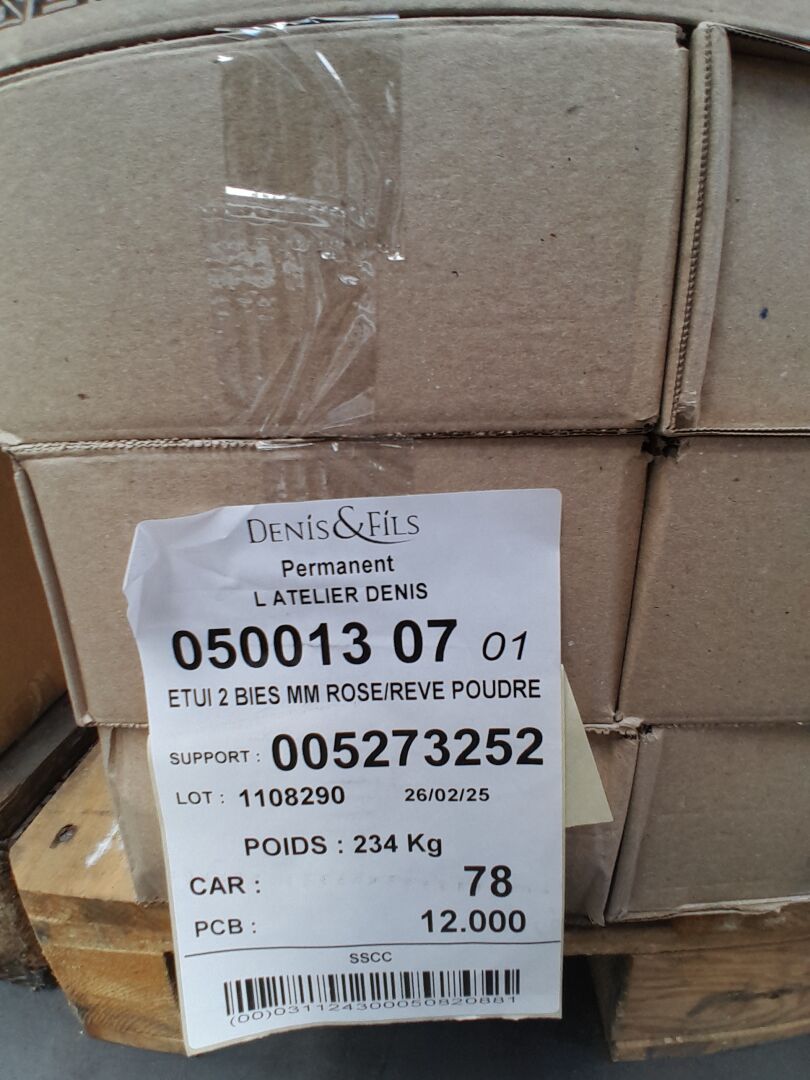 DENIS&FILS
Permanent
L ATELIER DENIS
050013 07 01
ETUI 2 BIES MM ROSE/REVE POUDRE
SUPPORT : 005273252
LOT : 1108290 26/02/25
POIDS : 234 Kg
CAR : 78
PCB : 12.000
SSCC
(00)031124300050820881